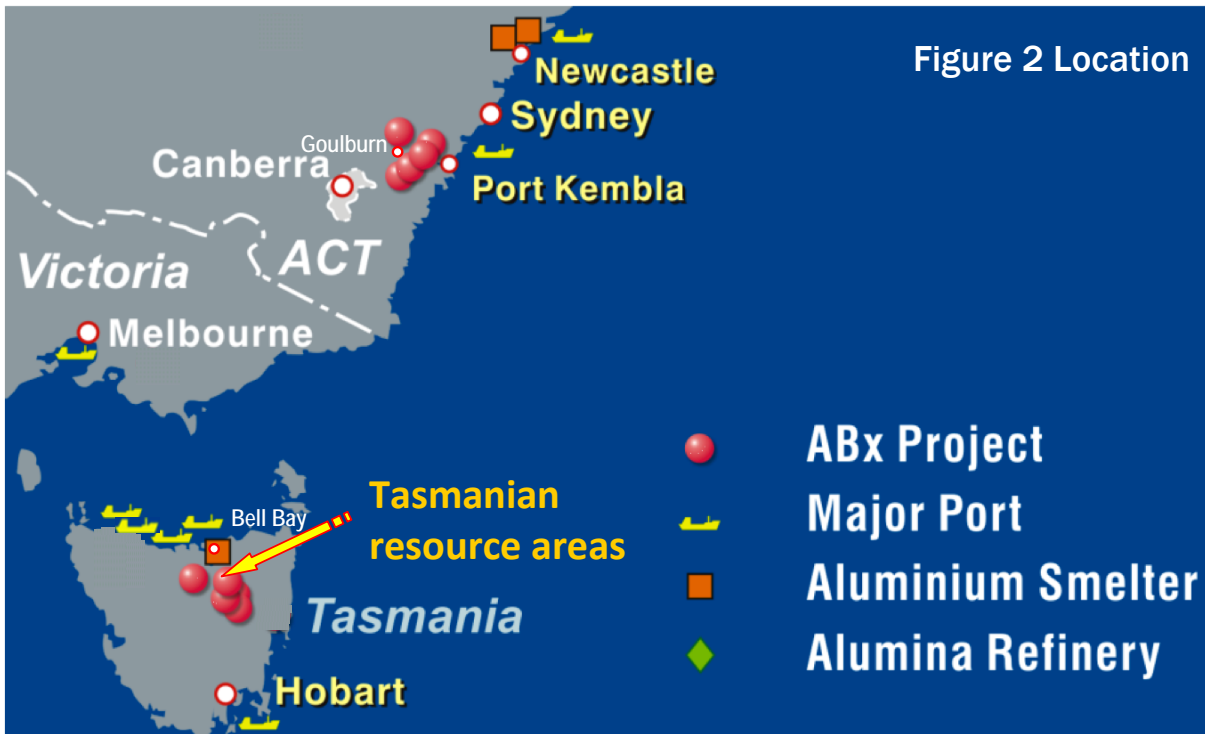 Figure 2 Location
Newcastle
Sydney
Goulburn
Canberra
Port Kembla
ACT
Victoria
Melbourne
Tasmanian
resource areas
Bell Bay
Tasmania
Hobart
ABx Project
Major Port
Aluminium Smelter
Alumina Refinery